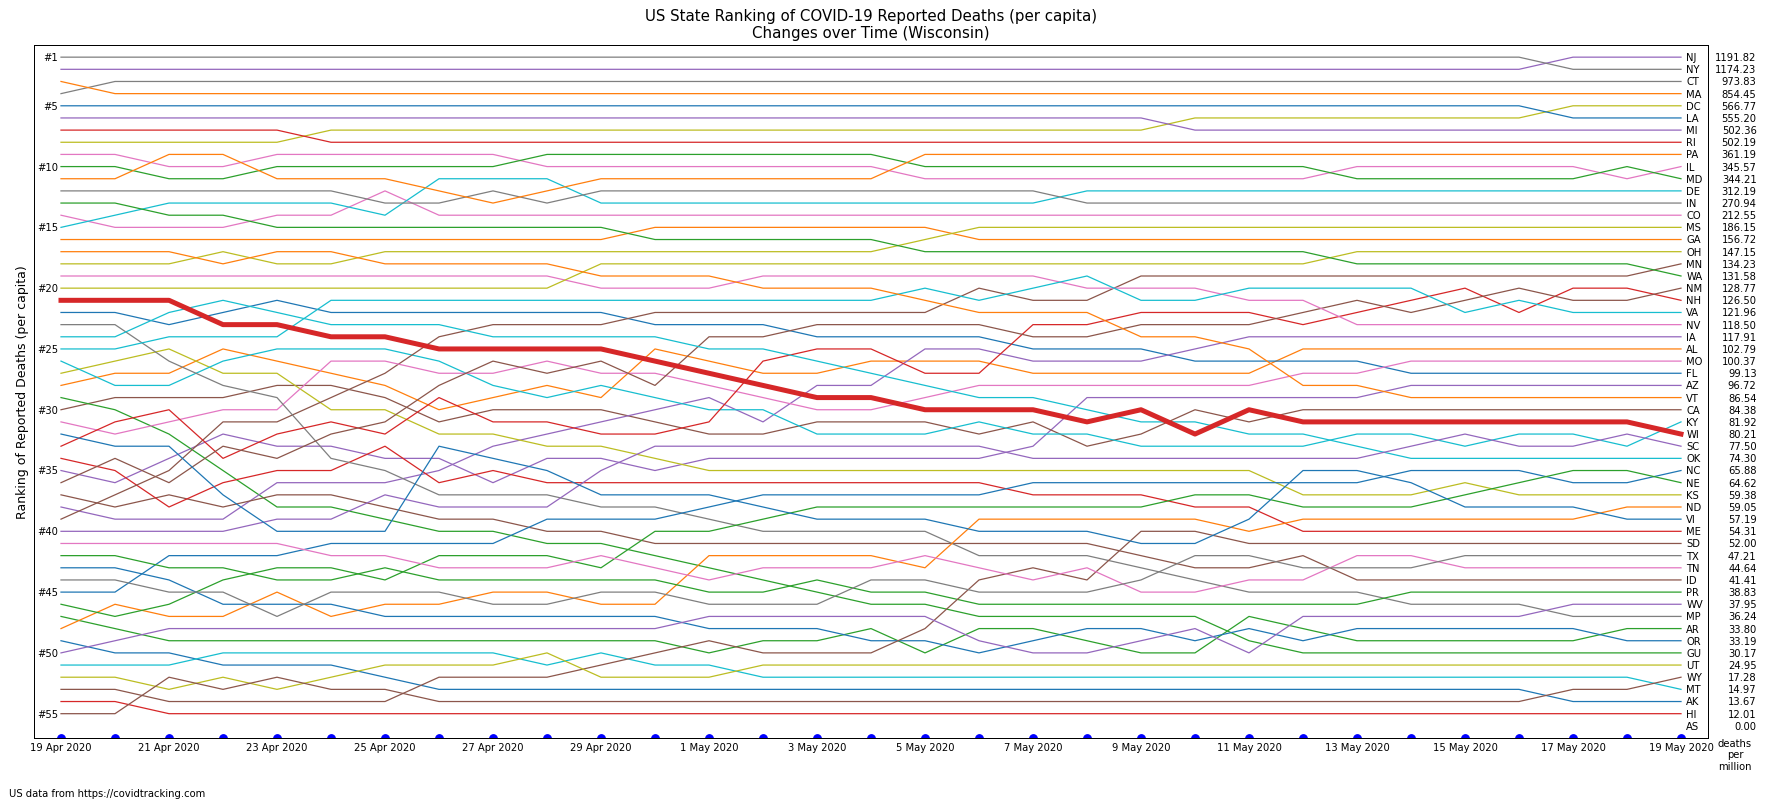 US State Ranking of COVID-19 Reported Deaths (per capita)
Changes over Time (Wisconsin)
Ranking of Reported Deaths (per capita)
#1
#5
#10
#15
#20
#25
#30
#35
#40
#45
#50
#55
NJ 1191.82
NY 1174.23
CT 973.83
MA 854.45
DC 566.77
LA 555.20
MI 502.36
RI 502.19
PA 361.19
IL 345.57
MD 344.21
DE 312.19
IN 270.94
CO 212.55
MS 186.15
GA 156.72
OH 147.15
MN 134.23
WA 131.58
NM 128.77
NH 126.50
VA 121.96
NV 118.50
IA 117.91
AL 102.79
MO 100.37
FL 99.13
AZ 96.72
VT 86.54
CA 84.38
KY 81.92
WI 80.21
SC 77.50
OK 74.30
NC 65.88
NE 64.62
KS 59.38
ND 59.05
VI 57.19
ME 54.31
SD 52.00
TX 47.21
TN 44.64
ID 41.41
PR 38.83
WV 37.95
MP 36.24
AR 33.80
OR 33.19
GU 30.17
UT 24.95
WY 17.28
MT 14.97
AK 13.67
HI 12.01
AS 0.00
19 Apr 2020 21 Apr 2020 23 Apr 2020 25 Apr 2020 27 Apr 2020 29 Apr 2020 1 May 2020 3 May 2020 5 May 2020 7 May 2020 9 May 2020 11 May 2020 13 May 2020 15 May 2020 17 May 2020 19 May 2020
deaths
per
million
US data from https://covidtracking.com